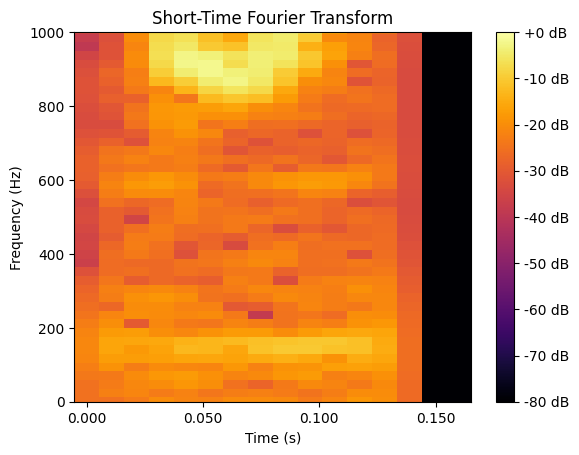 Short-Time Fourier Transform
1000
800
600
400
200
0
Frequency (Hz)
0.000
0.050
0.100
0.150
Time (s)
+0 dB
-10 dB
-20 dB
-30 dB
-40 dB
-50 dB
-60 dB
-70 dB
-80 dB